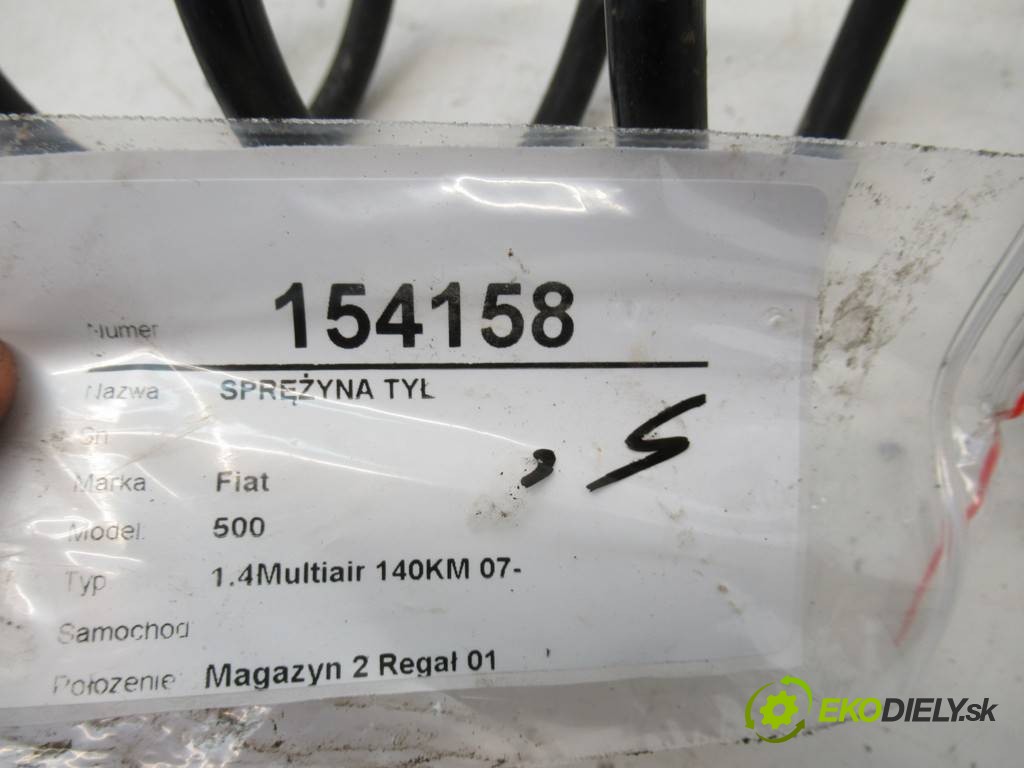 Numer 154158
Nazwa SPRĘŻYNA TYŁ
Sn
Marka Fiat
Model: 500
Typ 1.4Multiair 140KM 07-
Samochod
Położenie Magazyn 2 Regał 01
EKODIELY.sk